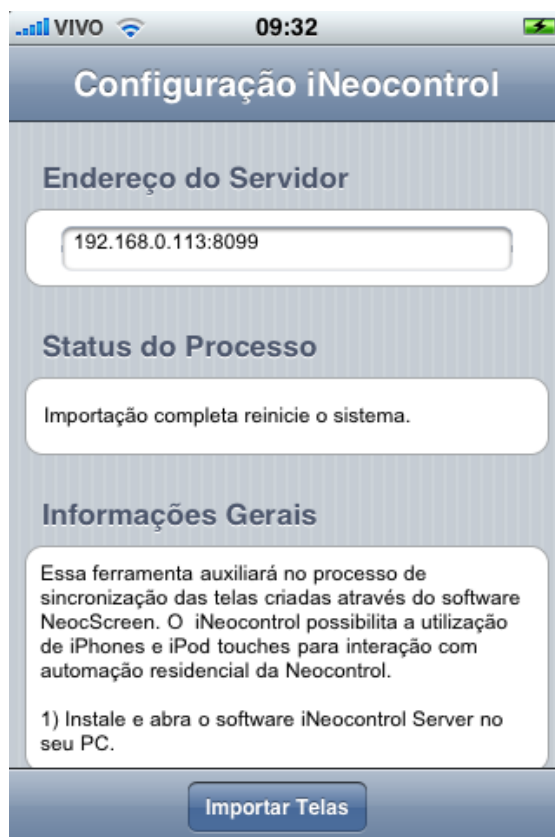 VIVO 09:32
Configuração iNeocontrol
Endereço do Servidor
192.168.0.113:8099
Status do Processo
Importação completa reinicie o sistema.
Informações Gerais
Essa ferramenta auxiliará no processo de
sincronização das telas criadas através do software
NeocScreen. O  iNeocontrol possibilita a utilização
de iPhones e iPod touches para interação com
automação residencial da Neocontrol.
1) Instale e abra o software iNeocontrol Server no
seu PC.
Importar Telas